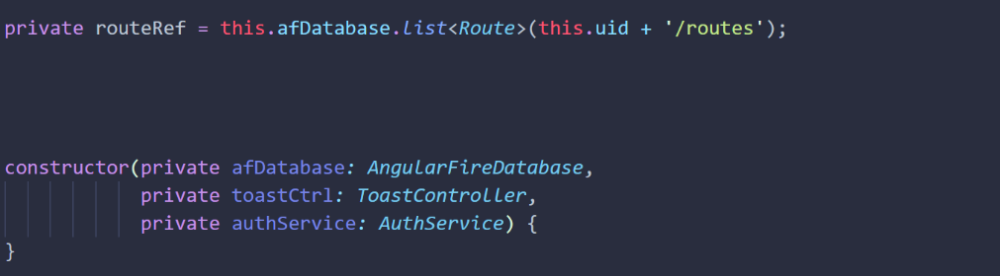 private routeRef = this.afDatabase.list<Route>(this.uid + '/routes');
constructor(private afDatabase: AngularFireDatabase,
private toastCtrl: ToastController,
private authService: AuthService) {
}